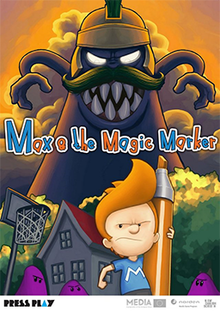 Max & the Magic Marker
M
PRESS PLAY
MEDIA